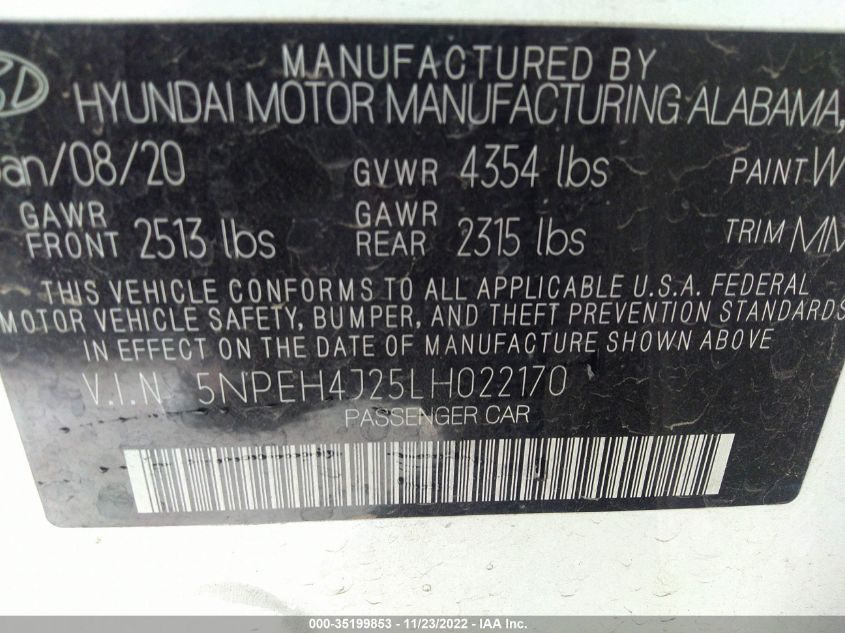 MANUFACTURED BY
HYUNDAI MOTOR MANUFACTURING ALABAMA,
Jan/08/20 GVWR 4354 lbs PAINT W
GAWR FRONT 2513 lbs GAWR REAR 2315 lbs TRIM MM
THIS VEHICLE CONFORMS TO ALL APPLICABLE U.S.A. FEDERAL
MOTOR VEHICLE SAFETY, BUMPER, AND THEFT PREVENTION STANDARDS
IN EFFECT ON THE DATE OF MANUFACTURE SHOWN ABOVE
V.I.N. 5NPEH4J25LH022170
PASSENGER CAR
000-35199853 - 11/23/2022 - IAA Inc.